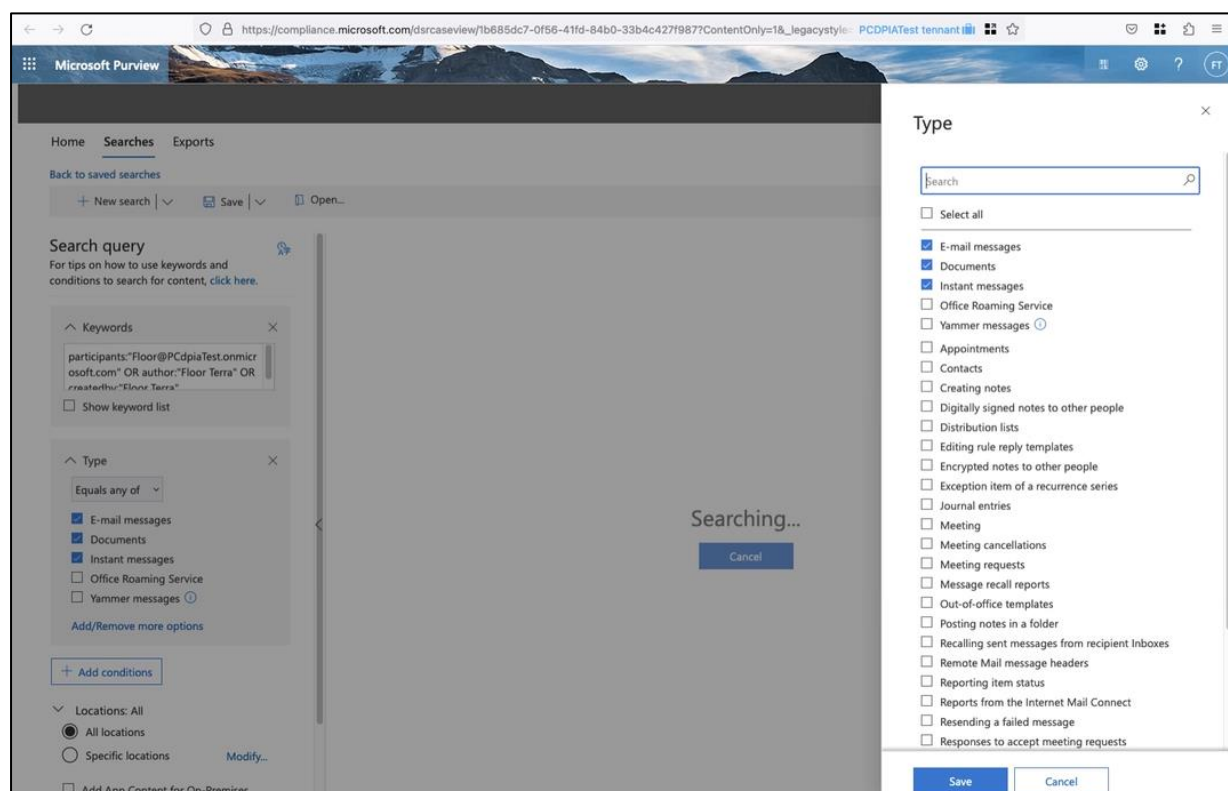 https://compliance.microsoft.com/dsrcaseview/1b685dc7-0f56-41fd-84b0-33b4c427f987?ContentOnly=1&_legacystyle PCDPIATest tennant
Microsoft Purview
FT
Home Searches Exports
Back to saved searches
+ New search Save Open...
Search query
For tips on how to use keywords and
conditions to search for content, click here.
Keywords
participants:"Floor@PCdpiaTest.onmicr
osoft.com" OR author:"Floor Terra" OR
createdby:"Floor Terra"
Show keyword list
Type
Equals any of
E-mail messages
Documents
Instant messages
Office Roaming Service
Yammer messages
Add/Remove more options
+ Add conditions
Locations: All
All locations
Specific locations Modify...
Add App Content for On-Premises
Searching...
Cancel
Type
Search
Select all
E-mail messages
Documents
Instant messages
Office Roaming Service
Yammer messages
Appointments
Contacts
Creating notes
Digitally signed notes to other people
Distribution lists
Editing rule reply templates
Encrypted notes to other people
Exception item of a recurrence series
Journal entries
Meeting
Meeting cancellations
Meeting requests
Message recall reports
Out-of-office templates
Posting notes in a folder
Recalling sent messages from recipient Inboxes
Remote Mail message headers
Reporting item status
Reports from the Internet Mail Connect
Resending a failed message
Responses to accept meeting requests
Save Cancel